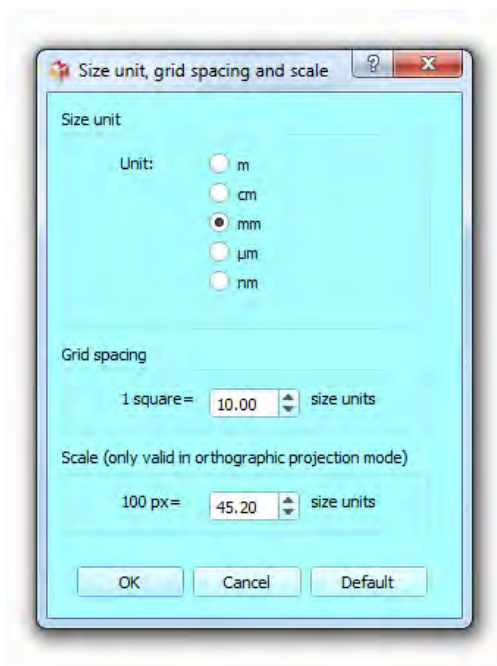 Size unit, grid spacing and scale
Size unit
Unit:
m
cm
mm
µm
nm
Grid spacing
1 square= 10.00 size units
Scale (only valid in orthographic projection mode)
100 px= 45.20 size units
OK Cancel Default